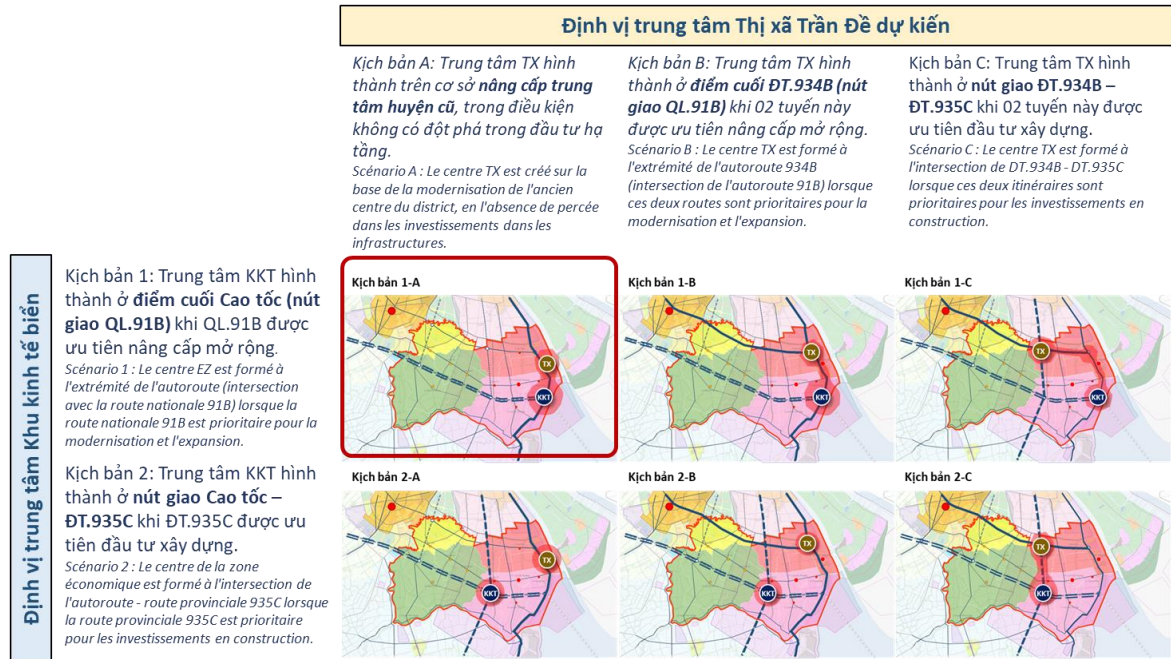 Định vị trung tâm Thị xã Trần Đề dự kiến
Kịch bản A: Trung tâm TX hình
thành trên cơ sở nâng cấp trung
tâm huyện cũ, trong điều kiện
không có đột phá trong đầu tư hạ
tầng.
Scénario A : Le centre TX est créé sur la
base de la modernisation de l'ancien
centre du district, en l'absence de percée
dans les investissements dans les
infrastructures.
Kịch bản B: Trung tâm TX hình
thành ở điểm cuối ĐT.934B (nút
giao QL.91B) khi 02 tuyến này
được ưu tiên nâng cấp mở rộng.
Scénario B : Le centre TX est formé à
l'extrémité de l'autoroute 934B
(intersection de l'autoroute 91B) lorsque
ces deux routes sont prioritaires pour la
modernisation et l'expansion.
Kịch bản C: Trung tâm TX hình
thành ở nút giao ĐT.934B –
ĐT.935C khi 02 tuyến này được
ưu tiên đầu tư xây dựng.
Scénario C : Le centre TX est formé à
l'intersection de DT.934B - DT.935C
lorsque ces deux itinéraires sont
prioritaires pour les investissements en
construction.
Định vị trung tâm Khu kinh tế biển
Kịch bản 1: Trung tâm KKT hình
thành ở điểm cuối Cao tốc (nút
giao QL.91B) khi QL.91B được
ưu tiên nâng cấp mở rộng.
Scénario 1 : Le centre EZ est formé à
l'extrémité de l'autoroute (intersection
avec la route nationale 91B) lorsque la
route nationale 91B est prioritaire pour la
modernisation et l'expansion.
Kịch bản 1-A
TX
KKT
Kịch bản 1-B
TX
KKT
Kịch bản 1-C
TX
KKT
Kịch bản 2: Trung tâm KKT hình
thành ở nút giao Cao tốc –
ĐT.935C khi ĐT.935C được ưu
tiên đầu tư xây dựng.
Scénario 2 : Le centre de la zone
économique est formé à l'intersection de
l'autoroute - route provinciale 935C lorsque
la route provinciale 935C est prioritaire
pour les investissements en construction.
Kịch bản 2-A
TX
KKT
Kịch bản 2-B
TX
KKT
Kịch bản 2-C
TX
KKT